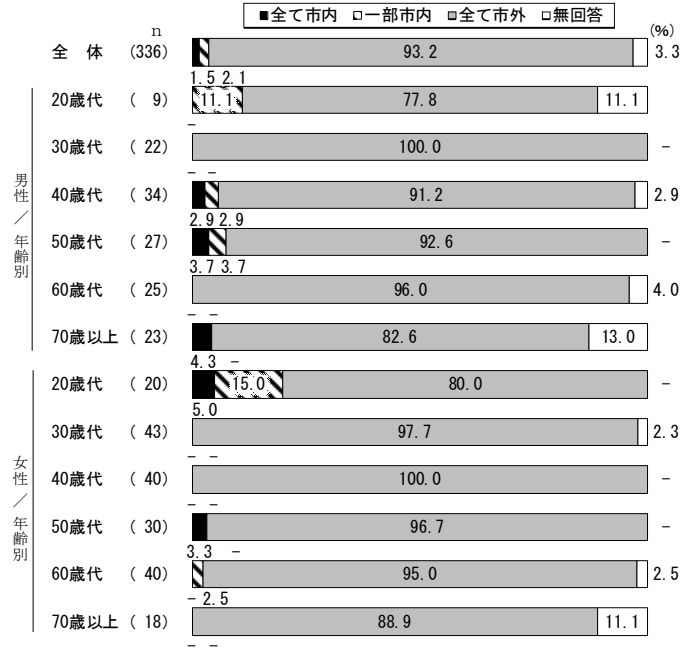 ■全て市内 □一部市内 ■全て市外 □無回答
n
(%)
全 体 (336) 93.2 3.3
1.5 2.1
男性／年齢別
20歳代 ( 9) 11.1 77.8 11.1
−
30歳代 ( 22) 100.0 −
− −
40歳代 ( 34) 91.2 2.9
2.9 2.9
50歳代 ( 27) 92.6 −
3.7 3.7
60歳代 ( 25) 96.0 4.0
− −
70歳以上 ( 23) 82.6 13.0
4.3 −
女性／年齢別
20歳代 ( 20) 15.0 80.0 −
5.0
30歳代 ( 43) 97.7 2.3
− −
40歳代 ( 40) 100.0 −
− −
50歳代 ( 30) 96.7 −
3.3 −
60歳代 ( 40) 95.0 2.5
− 2.5
70歳以上 ( 18) 88.9 11.1
− −